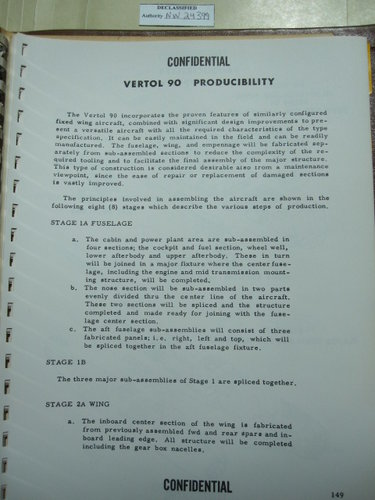 DECLASSIFIED
Authority NW 24399
CONFIDENTIAL
VERTOL 90 PRODUCIBILITY
The Vertol 90 incorporates the proven features of similarly configured
fixed wing aircraft, combined with significant design improvements to pre-
sent a versatile aircraft with all the required characteristics of the type
specification. It can be easily maintained in the field and can be readily
manufactured. The fuselage, wing, and empennage will be fabricated sep-
arately from sub-assembled sections to reduce the complexity of the re-
quired tooling and to facilitate the final assembly of the major structure.
This type of construction is considered desirable also from a maintenance
viewpoint, since the ease of repair or replacement of damaged sections
is vastly improved.
The principles involved in assembling the aircraft are shown in the
following eight (8) stages which describe the various steps of production.
STAGE 1A FUSELAGE
a. The cabin and power plant area are sub-assembled in
four sections; the cockpit and fuel section, wheel well,
lower afterbody and upper afterbody. These in turn
will be joined in a major fixture where the center fuse-
lage, including the engine and mid transmission mount-
ing structure, will be completed.
b. The nose section will be sub-assembled in two parts
evenly divided thru the center line of the aircraft.
These two sections will be spliced and the structure
completed and made ready for joining with the fuse-
lage center section.
c. The aft fuselage sub-assemblies will consist of three
fabricated panels; i.e. right, left and top, which will
be spliced together in the aft fuselage fixture.
STAGE 1B
The three major sub-assemblies of Stage 1 are spliced together.
STAGE 2A WING
a. The inboard center section of the wing is fabricated
from previously assembled fwd and rear spars and in-
board leading edge. All structure will be completed
including the gear box nacelles.
CONFIDENTIAL
149